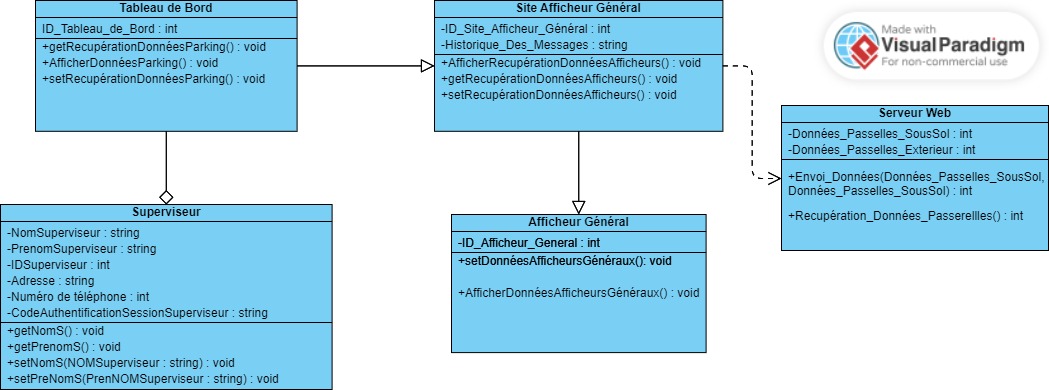 Tableau de Bord
ID_Tableau_de_Bord : int
+getRecupérationDonnéesParking() : void
+AfficherDonnéesParking() : void
+setRecupérationDonnéesParking() : void
Site Afficheur Général
-ID_Site_Afficheur_Général : int
-Historique_Des_Messages : string
+AfficherRecupérationDonnéesAfficheurs() : void
+getRecupérationDonnéesAfficheurs() : void
+setRecupérationDonnéesAfficheurs() : void
Made with
VisualParadigm
For non-commercial use
Serveur Web
-Données_Passelles_SousSol : int
-Données_Passelles_Exterieur : int
+Envoi_Données(Données_Passelles_SousSol,
Données_Passelles_SousSol) : int
+Recupération_Données_Passerellles() : int
Superviseur
-NomSuperviseur : string
-PrenomSuperviseur : string
-IDSuperviseur : int
-Adresse : string
-Numéro de téléphone : int
-CodeAuthentificationSessionSuperviseur : string
+getNomS() : void
+getPrenomS() : void
+setNomS(NOMSuperviseur : string) : void
+setPreNomS(PrenNOMSuperviseur : string) : void
Afficheur Général
-ID_Afficheur_General : int
+setDonnéesAfficheursGénéraux(): void
+AfficherDonnéesAfficheursGénéraux() : void